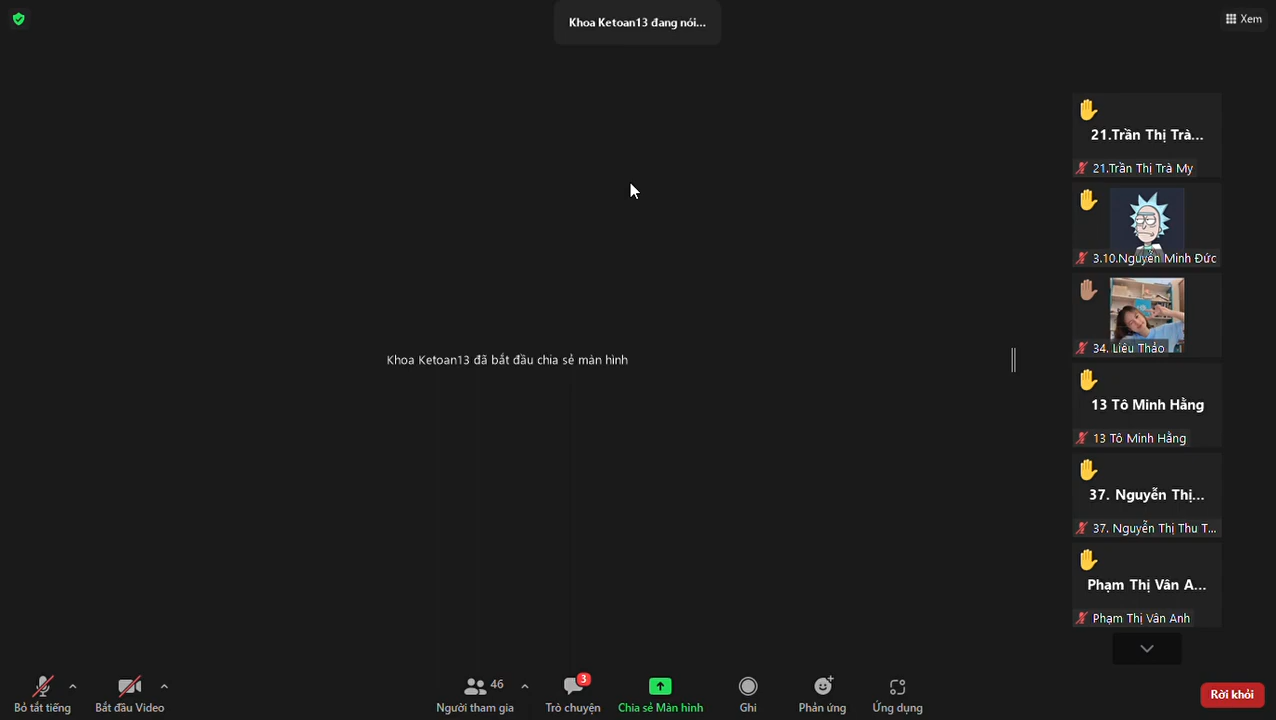 Khoa Ketoan13 đang nói...
Xem
21.Trần Thị Trà...
21.Trần Thị Trà My
3.10.Nguyễn Minh Đức
34. Liêu Thảo
13 Tô Minh Hằng
13 Tô Minh Hằng
37. Nguyễn Thị...
37. Nguyễn Thị Thu T...
Phạm Thị Vân A...
Phạm Thị Vân Anh
Khoa Ketoan13 đã bắt đầu chia sẻ màn hình
Bỏ tắt tiếng
Bắt đầu Video
46
Người tham gia
3
Trò chuyện
Chia sẻ Màn hình
Ghi
Phản ứng
Ứng dụng
Rời khỏi